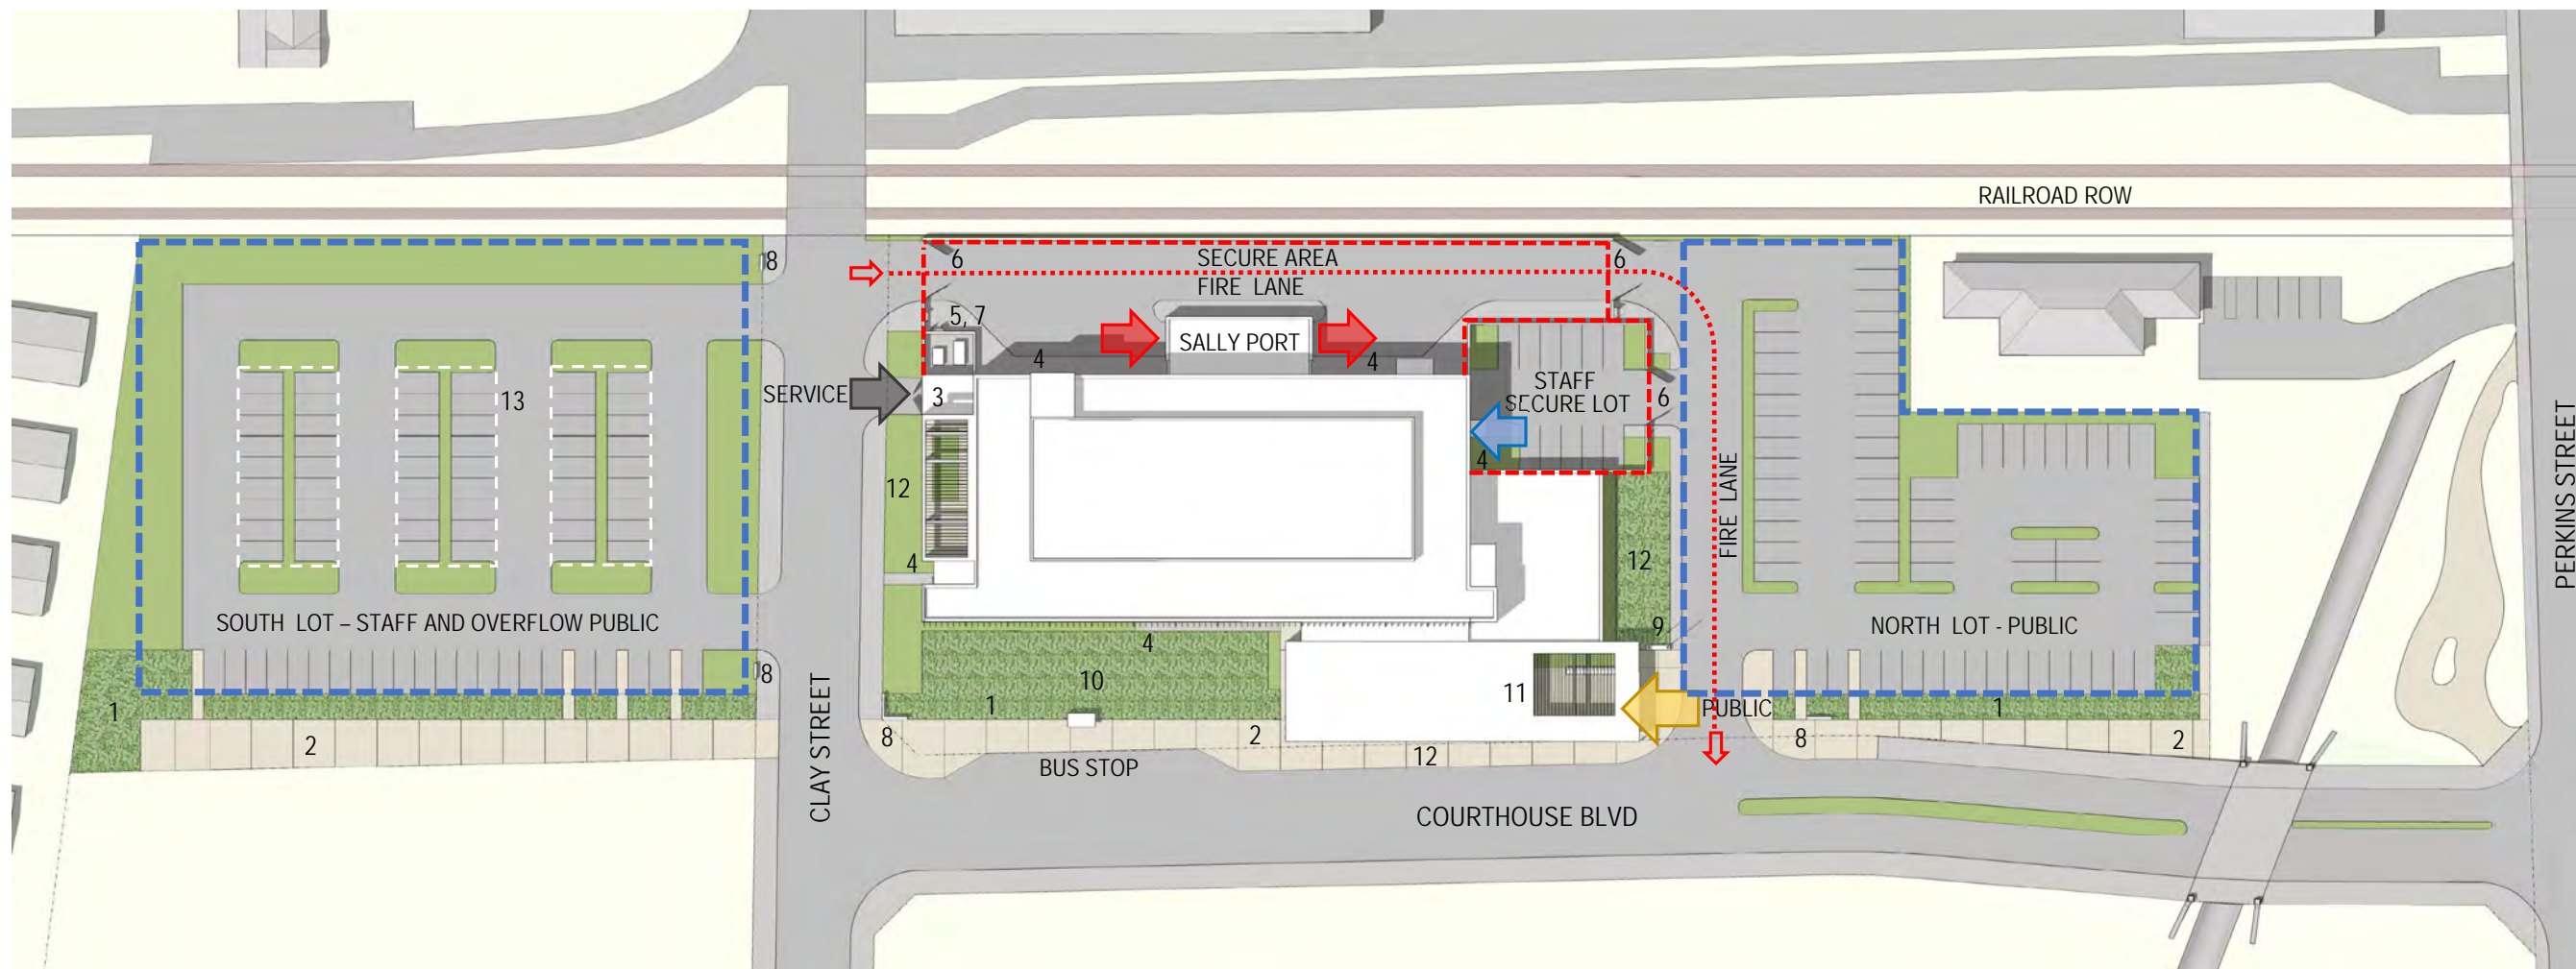 RAILROAD ROW
8
6
SECURE AREA
6
FIRE LANE
5, 7
SALLY PORT
4
4
STAFF
SECURE LOT
SERVICE
3
13
6
4
12
FIRE LANE
12
4
PERKINS STREET
SOUTH LOT – STAFF AND OVERFLOW PUBLIC
NORTH LOT - PUBLIC
9
4
8
10
11
1
1
PUBLIC
1
CLAY STREET
2
8
2
12
8
2
BUS STOP
COURTHOUSE BLVD